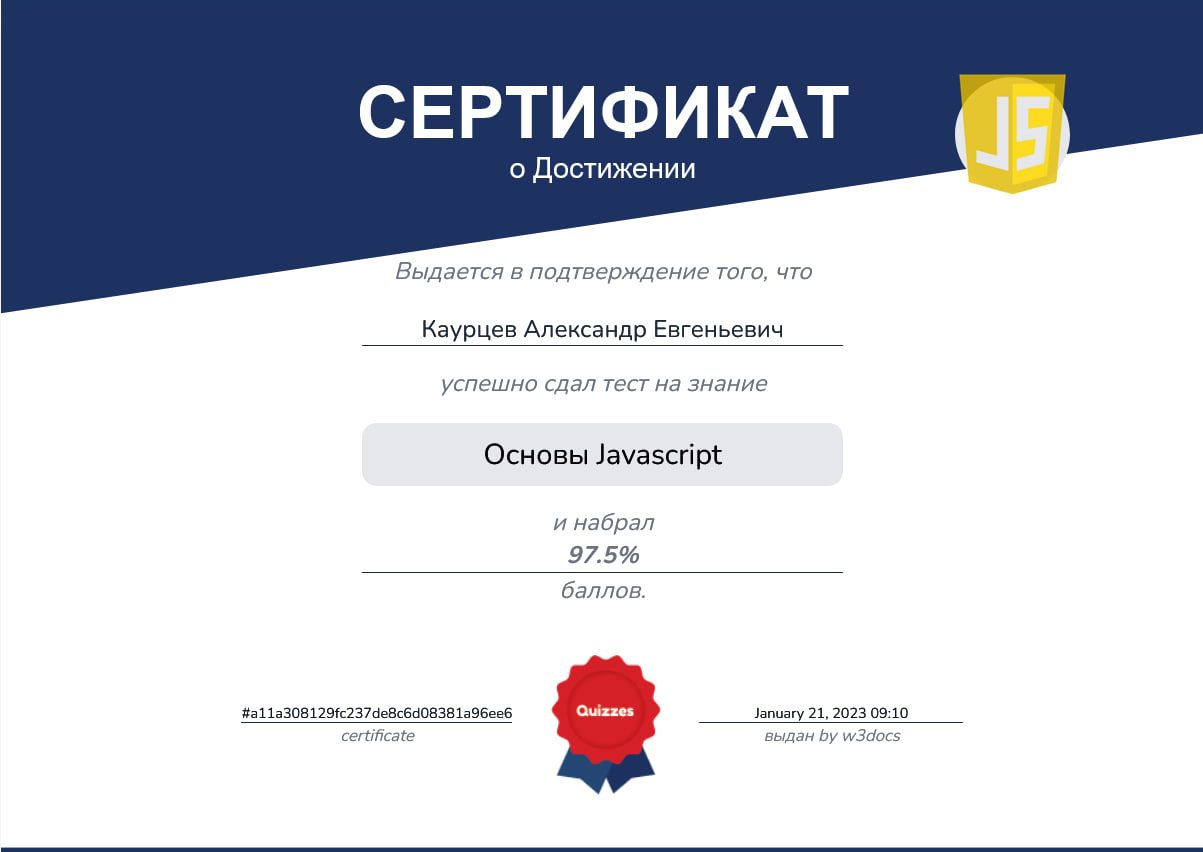 СЕРТИФИКАТ
о Достижении
JS
Выдается в подтверждение того, что
Каурцев Александр Евгеньевич
успешно сдал тест на знание
Основы Javascript
и набрал
97.5%
баллов.
Quizzes
#a11a308129fc237de8c6d08381a96ee6
certificate
January 21, 2023 09:10
выдан by w3docs